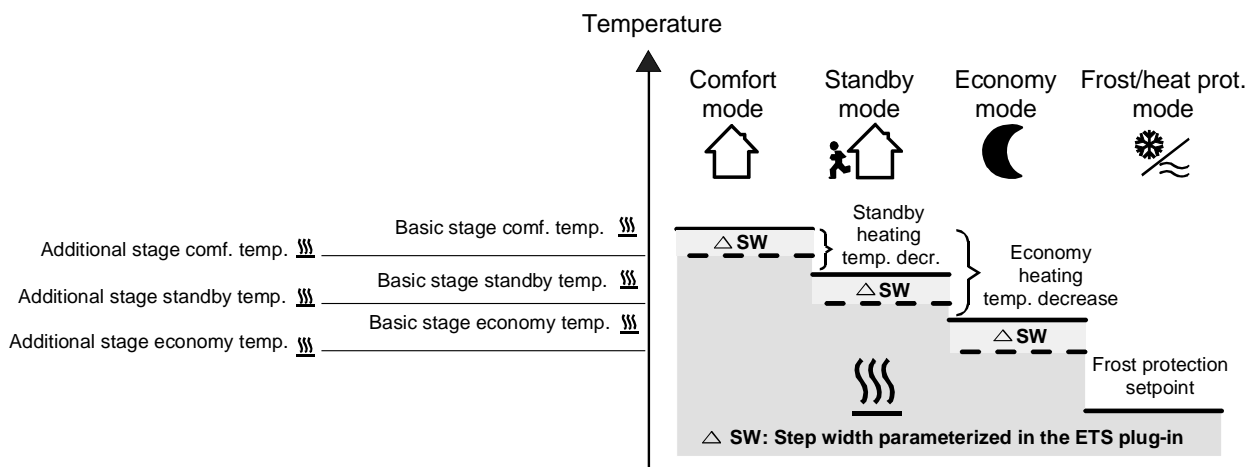 Temperature
Comfort
mode
Standby
mode
Economy
mode
Frost/heat prot.
mode
Basic stage comf. temp.
Additional stage comf. temp.
Basic stage standby temp.
Additional stage standby temp.
Basic stage economy temp.
Additional stage economy temp.
△ SW
Standby
heating
temp. decr.
△ SW
Economy
heating
temp. decrease
△ SW
Frost protection
setpoint
△ SW: Step width parameterized in the ETS plug-in